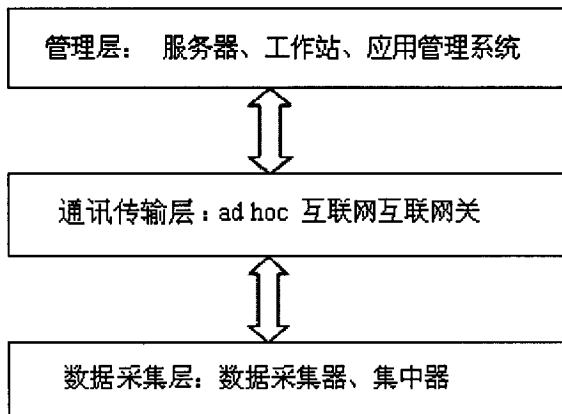 管理层： 服务器、工作站、应用管理系统
通讯传输层：ad hoc 互联网互联网关
数据采集层：数据采集器、集中器